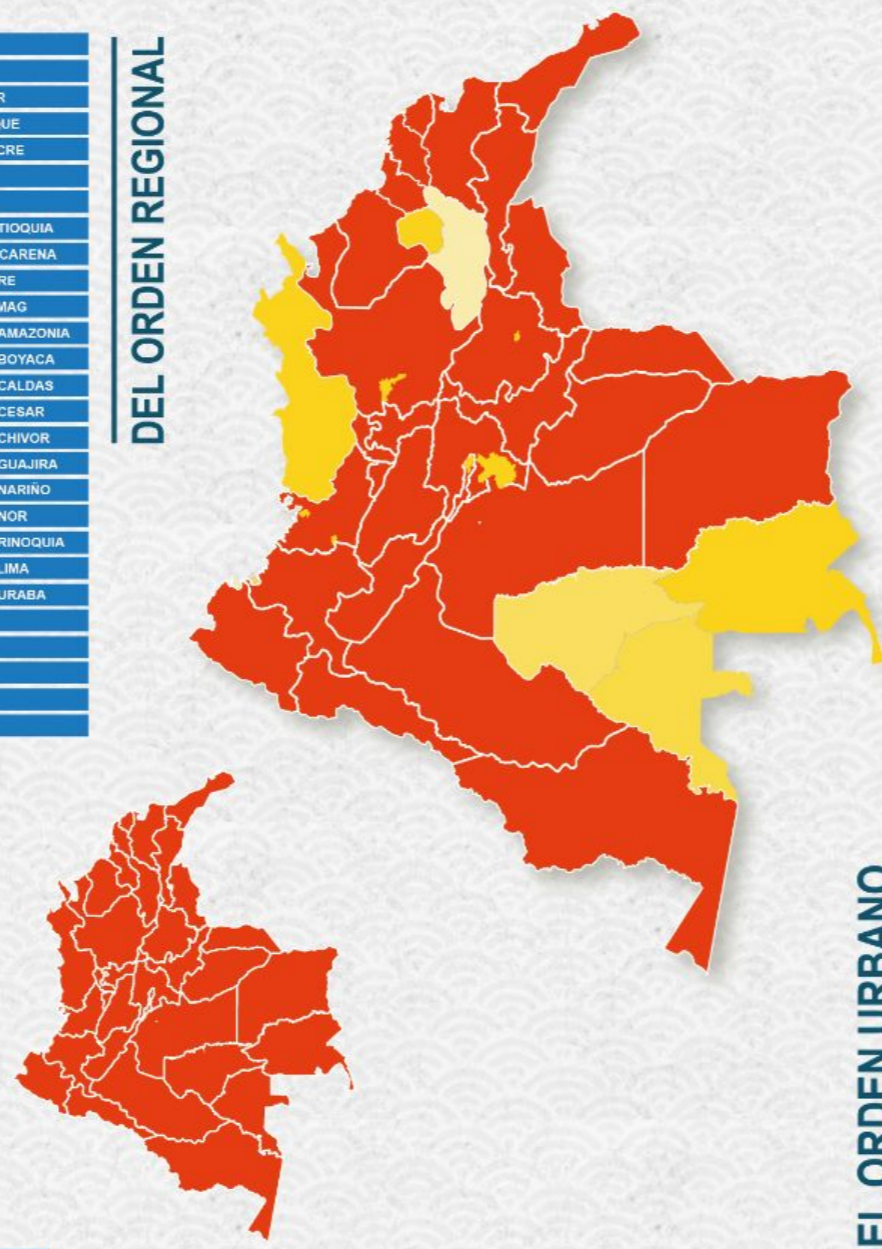 R
QUE
CRE
TIOQUIA
CARENA
RE
MAG
AMAZONIA
BOYACA
CALDAS
CESAR
CHIVOR
GUAJIRA
NARIÑO
NOR
RINOQUIA
LIMA
URABA
DEL ORDEN REGIONAL
EL ORDEN URBANO